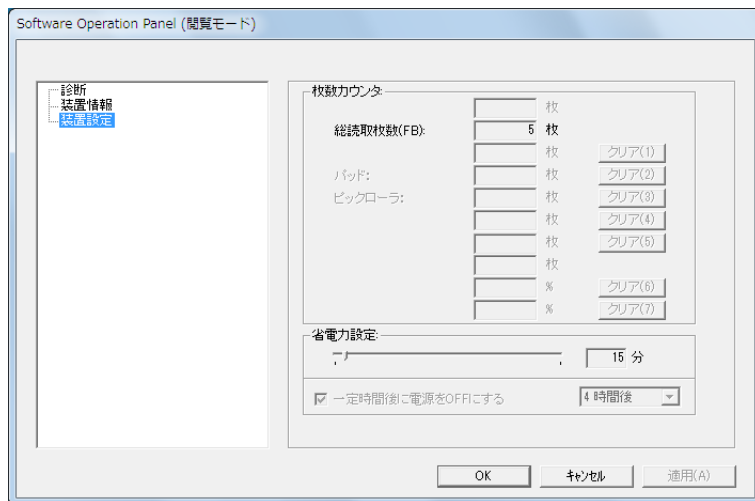 Software Operation Panel (閲覧モード)
診断
装置情報
装置設定
枚数カウンタ:
枚
総読取枚数(FB): 5 枚
枚 クリア(1)
パッド: 枚 クリア(2)
ピックローラ: 枚 クリア(3)
枚 クリア(4)
枚 クリア(5)
枚
% クリア(6)
% クリア(7)
省電力設定:
15 分
一定時間後に電源をOFFにする 4 時間後
OK キャンセル 適用(A)